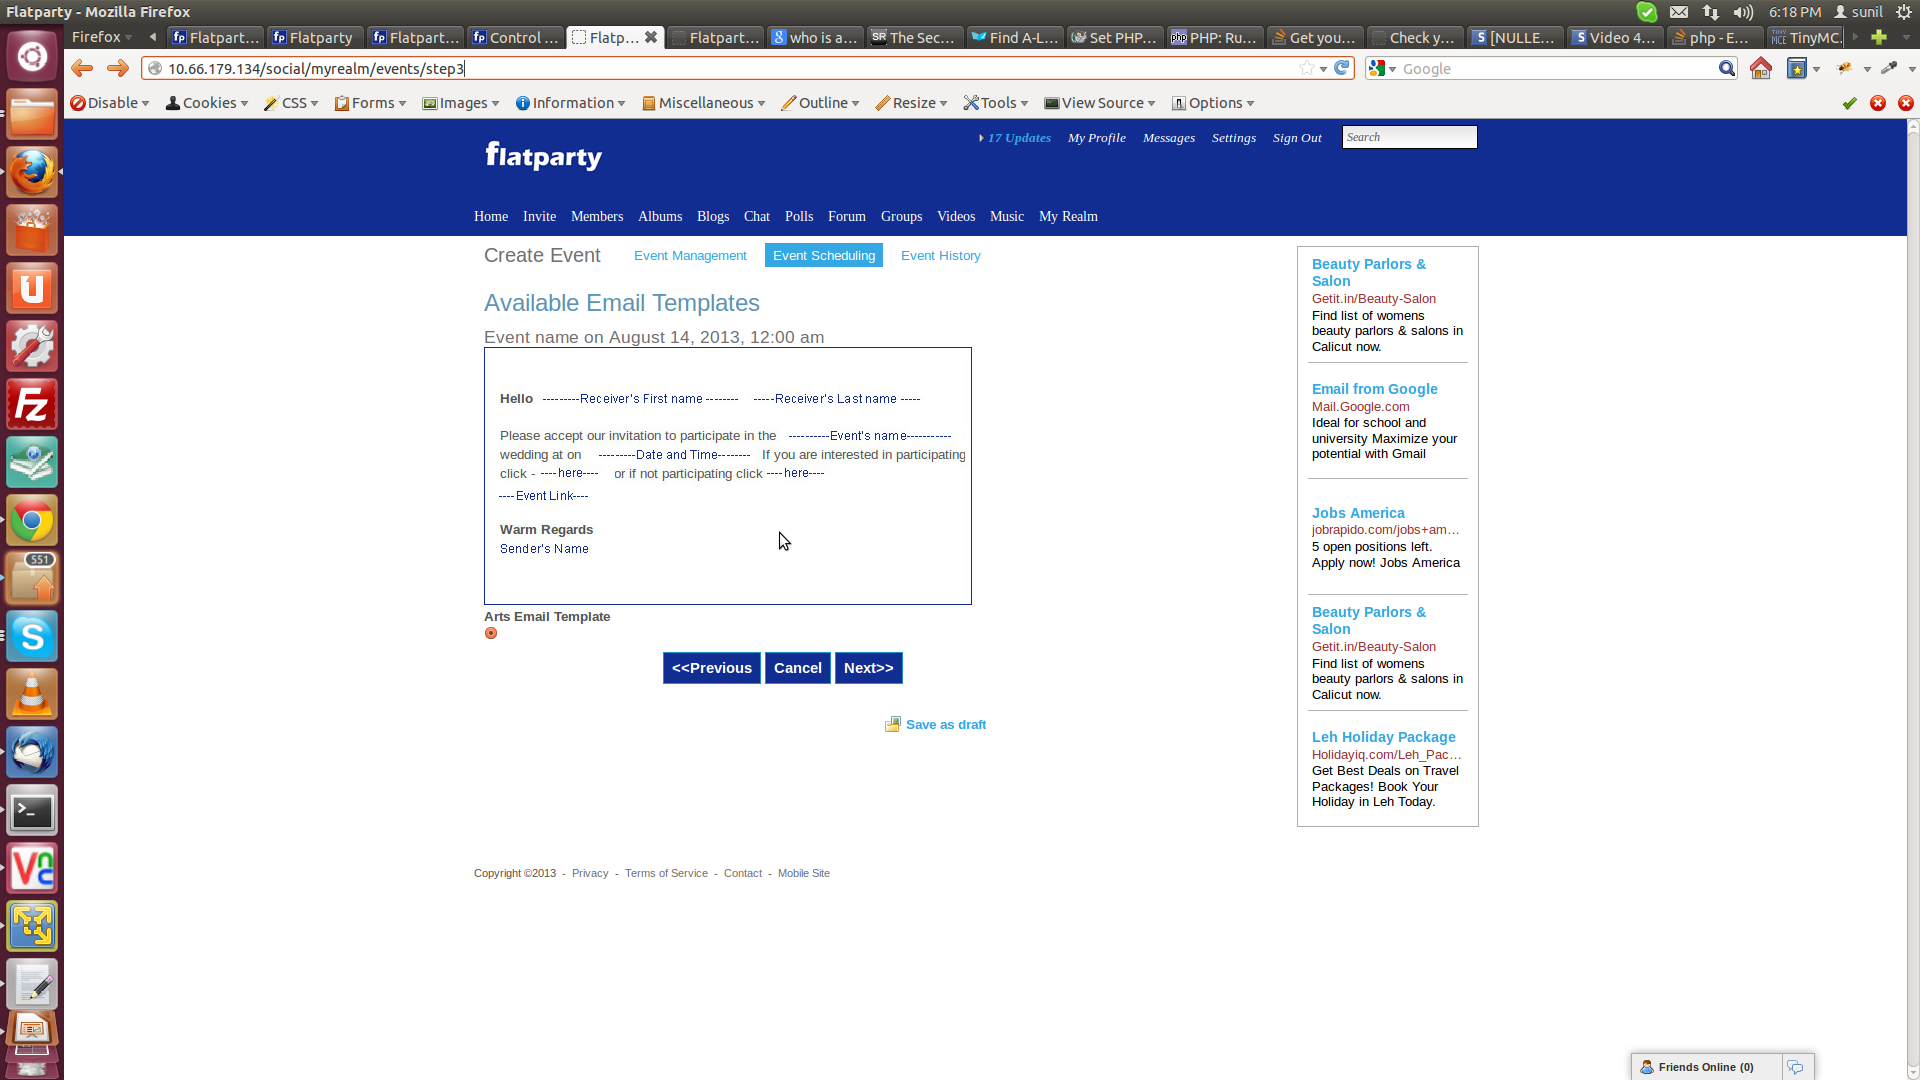 Flatparty - Mozilla Firefox
6:18 PM
sunil
Firefox
Flatpart...
Flatparty
Flatpart...
Control ...
Flatp...
Flatpart...
who is a...
The Sec...
Find A-L...
Set PHP...
PHP: Ru...
Get you...
Check y...
[NULLE...
Video 4...
php - E...
TinyMC
10.66.179.134/social/myrealm/events/step3
Google
Disable
Cookies
CSS
Forms
Images
Information
Miscellaneous
Outline
Resize
Tools
View Source
Options
17 Updates
My Profile
Messages
Settings
Sign Out
Search
flatparty
Home Invite Members Albums Blogs Chat Polls Forum Groups Videos Music My Realm
Create Event
Event Management
Event Scheduling
Event History
Available Email Templates
Event name on August 14, 2013, 12:00 am
Hello ---------Receiver's First name -------- -----Receiver's Last name -----
Please accept our invitation to participate in the ----------Event's name-----------
wedding at on ---------Date and Time-------- If you are interested in participating
click - ----here---- or if not participating click ----here----
----Event Link----
Warm Regards
Sender's Name
Arts Email Template
<<Previous
Cancel
Next>>
Save as draft
Beauty Parlors &
Salon
Getit.in/Beauty-Salon
Find list of womens
beauty parlors & salons in
Calicut now.
Email from Google
Mail.Google.com
Ideal for school and
university Maximize your
potential with Gmail
Jobs America
jobrapido.com/jobs+am...
5 open positions left.
Apply now! Jobs America
Beauty Parlors &
Salon
Getit.in/Beauty-Salon
Find list of womens
beauty parlors & salons in
Calicut now.
Leh Holiday Package
Holidayiq.com/Leh_Pac...
Get Best Deals on Travel
Packages! Book Your
Holiday in Leh Today.
Copyright ©2013 - Privacy - Terms of Service - Contact - Mobile Site
Friends Online (0)
551